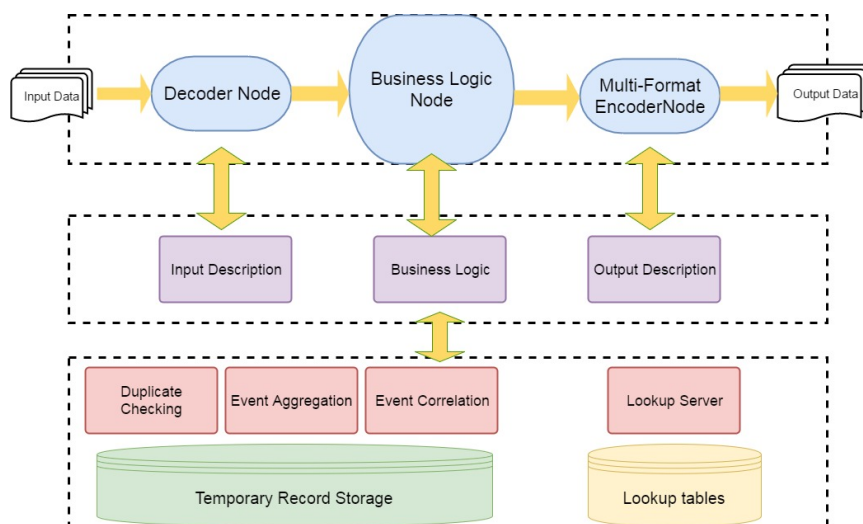 Input Data
Decoder Node
Business Logic
Node
Multi-Format
EncoderNode
Output Data
Input Description
Business Logic
Output Description
Duplicate
Checking
Event Aggregation
Event Correlation
Lookup Server
Temporary Record Storage
Lookup tables